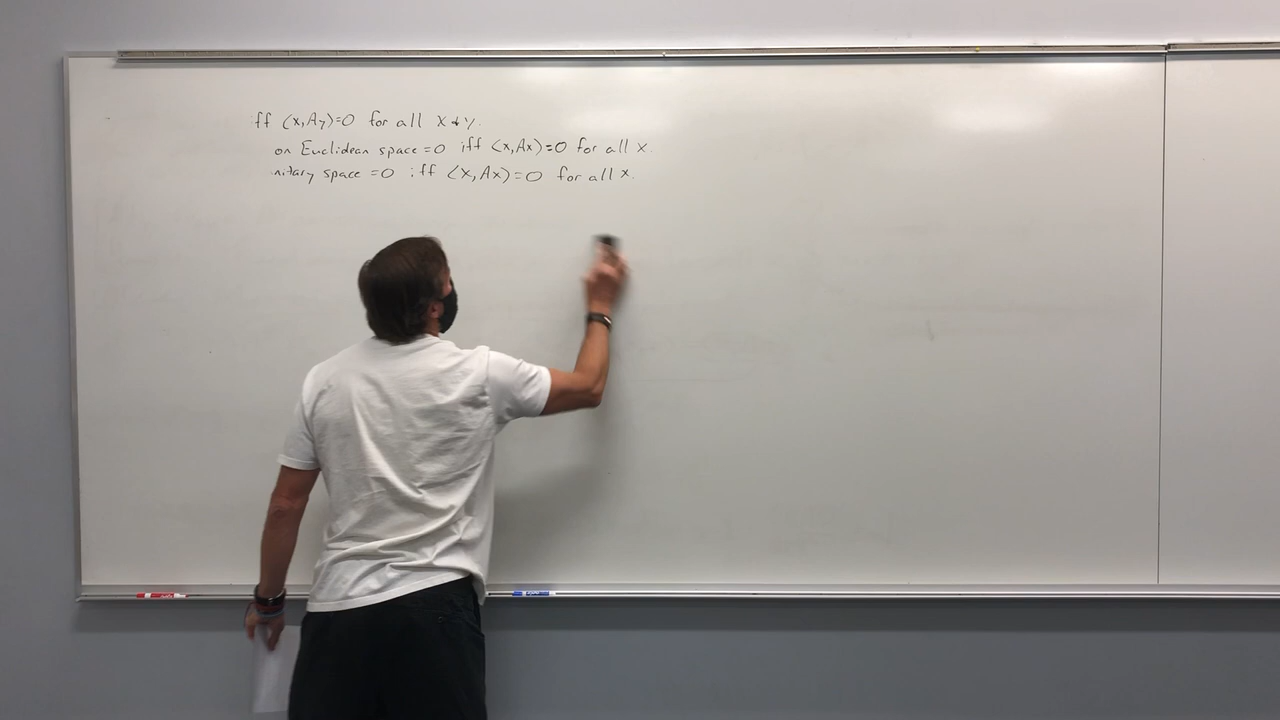 ff (x,Ay)=0 for all x & y.
on Euclidean space =0 iff (x,Ax)=0 for all x.
nitary space =0 iff (x,Ax)=0 for all x.